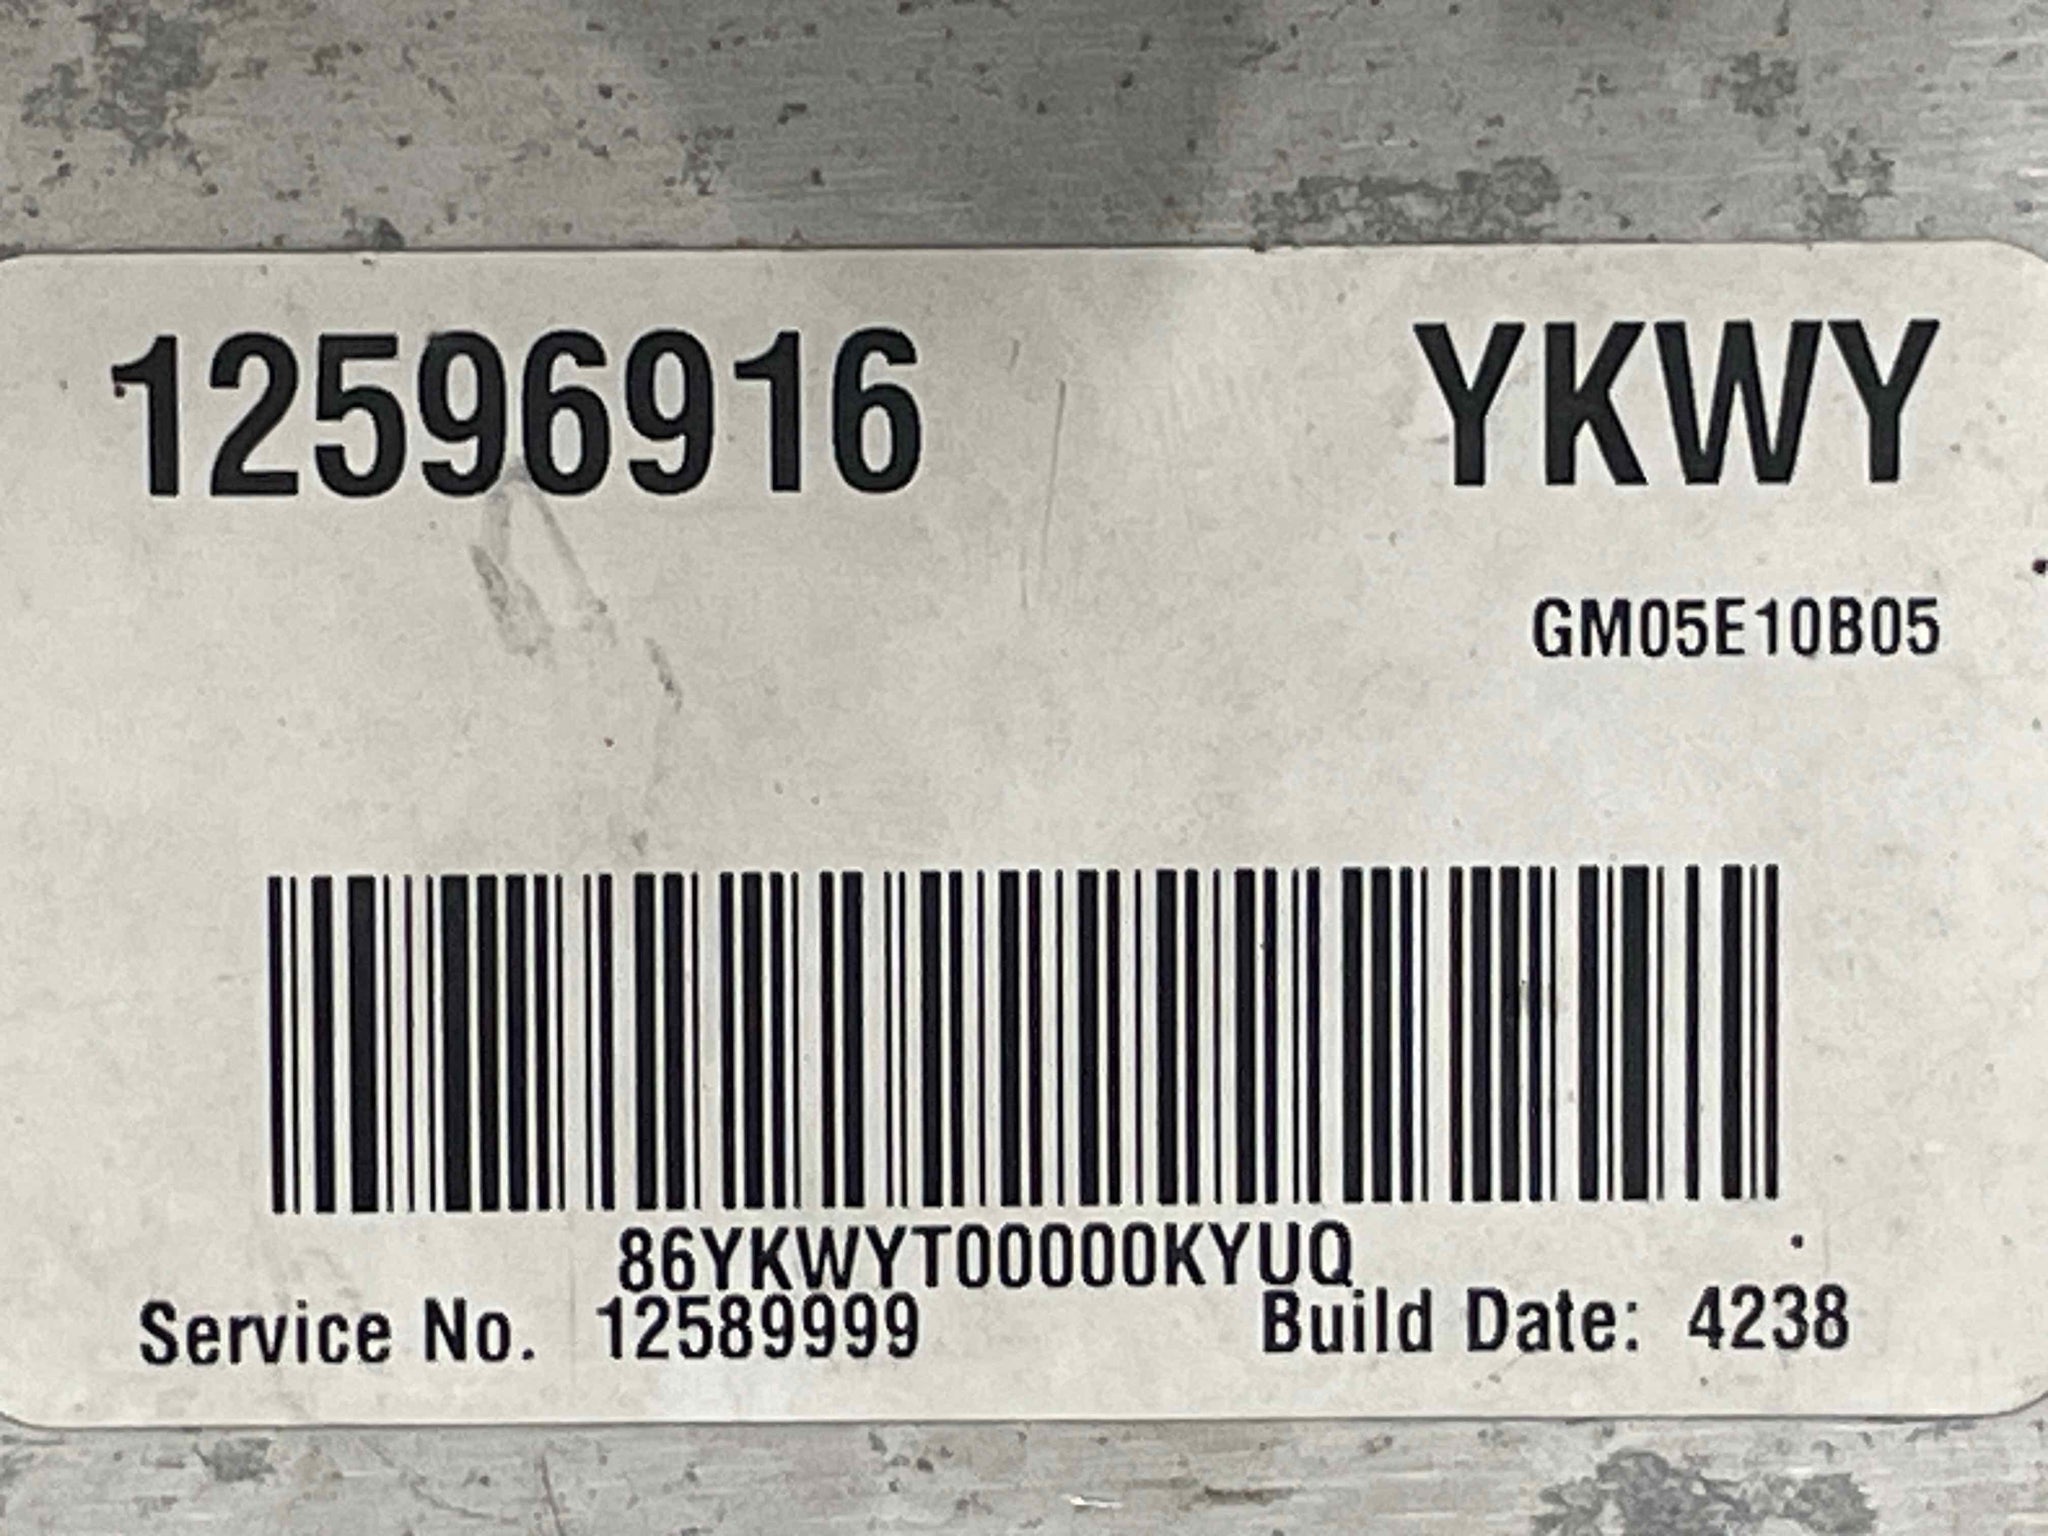 12596916 YKWY
GM05E10B05
86YKWYT00000KYUQ
Service No. 12589999 Build Date: 4238